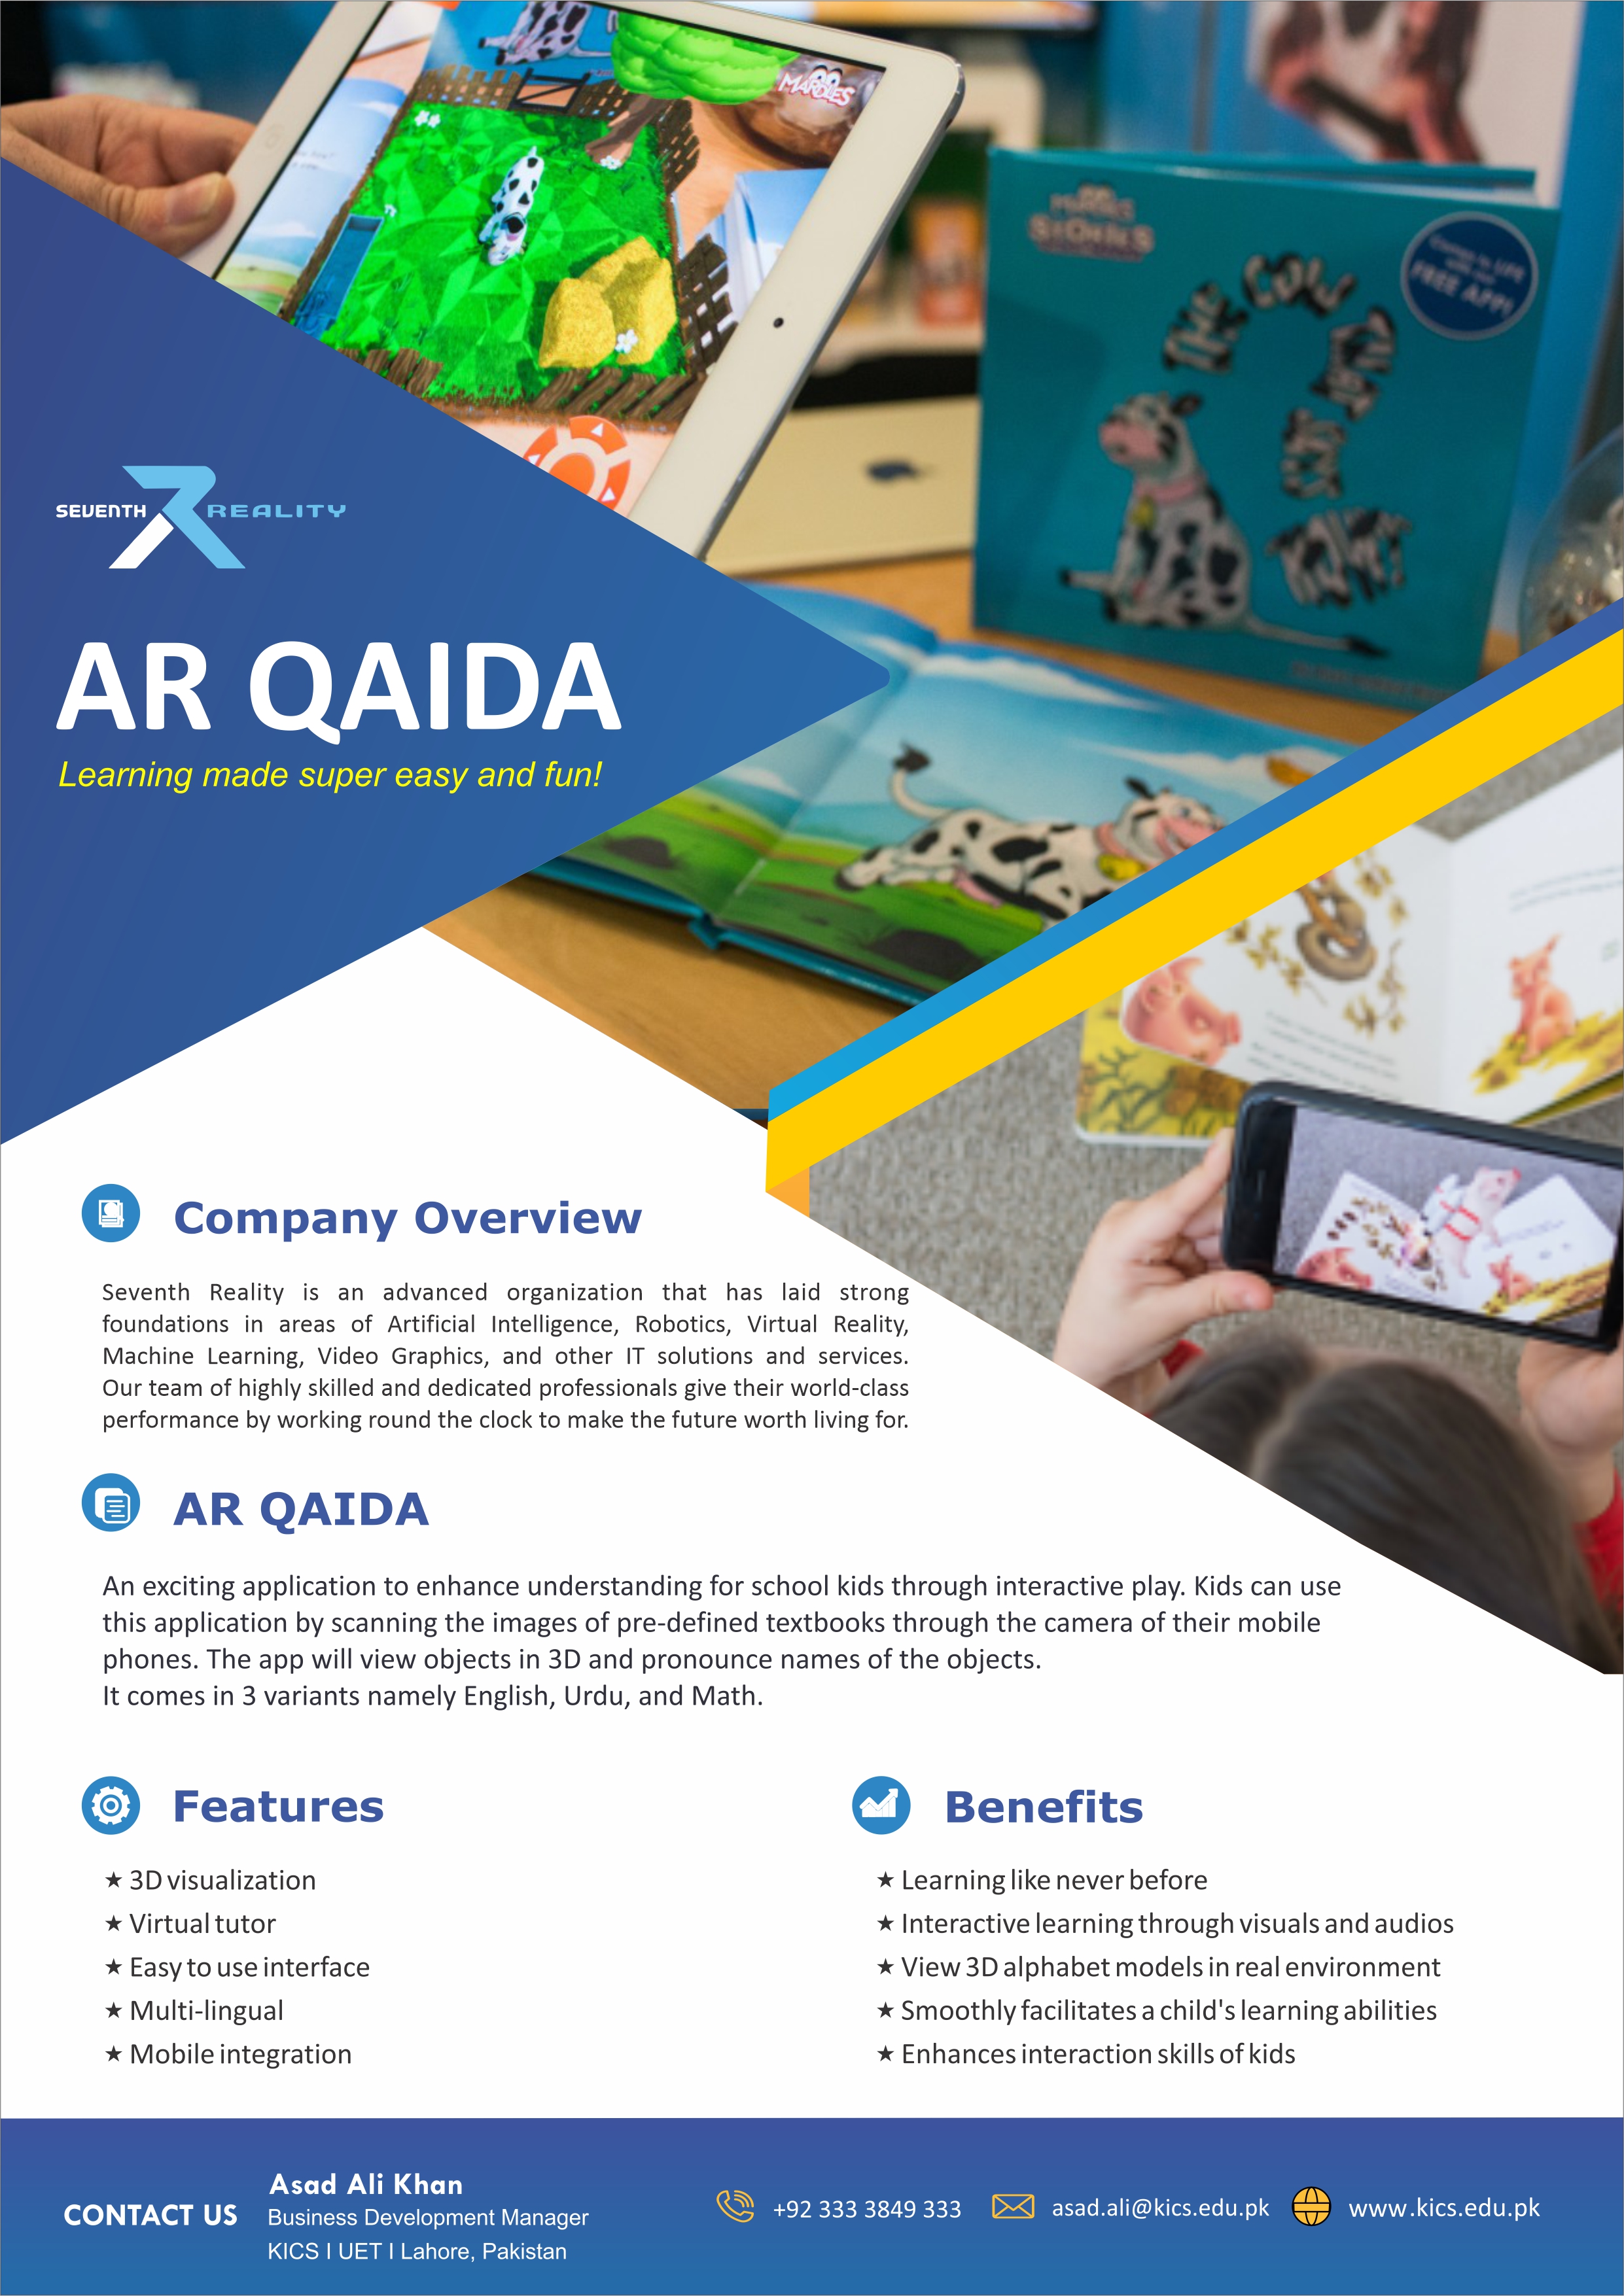 MARBLES
STORIES
THE COW
FREE APP!
SEVENTH REALITY
AR QAIDA
Learning made super easy and fun!
Company Overview
Seventh Reality is an advanced organization that has laid strong
foundations in areas of Artificial Intelligence, Robotics, Virtual Reality,
Machine Learning, Video Graphics, and other IT solutions and services.
Our team of highly skilled and dedicated professionals give their world-class
performance by working round the clock to make the future worth living for.
AR QAIDA
An exciting application to enhance understanding for school kids through interactive play. Kids can use
this application by scanning the images of pre-defined textbooks through the camera of their mobile
phones. The app will view objects in 3D and pronounce names of the objects.
It comes in 3 variants namely English, Urdu, and Math.
Features
★ 3D visualization
★ Virtual tutor
★ Easy to use interface
★ Multi-lingual
★ Mobile integration
Benefits
★ Learning like never before
★ Interactive learning through visuals and audios
★ View 3D alphabet models in real environment
★ Smoothly facilitates a child's learning abilities
★ Enhances interaction skills of kids
CONTACT US
Asad Ali Khan
Business Development Manager
KICS I UET I Lahore, Pakistan
+92 333 3849 333
asad.ali@kics.edu.pk
www.kics.edu.pk